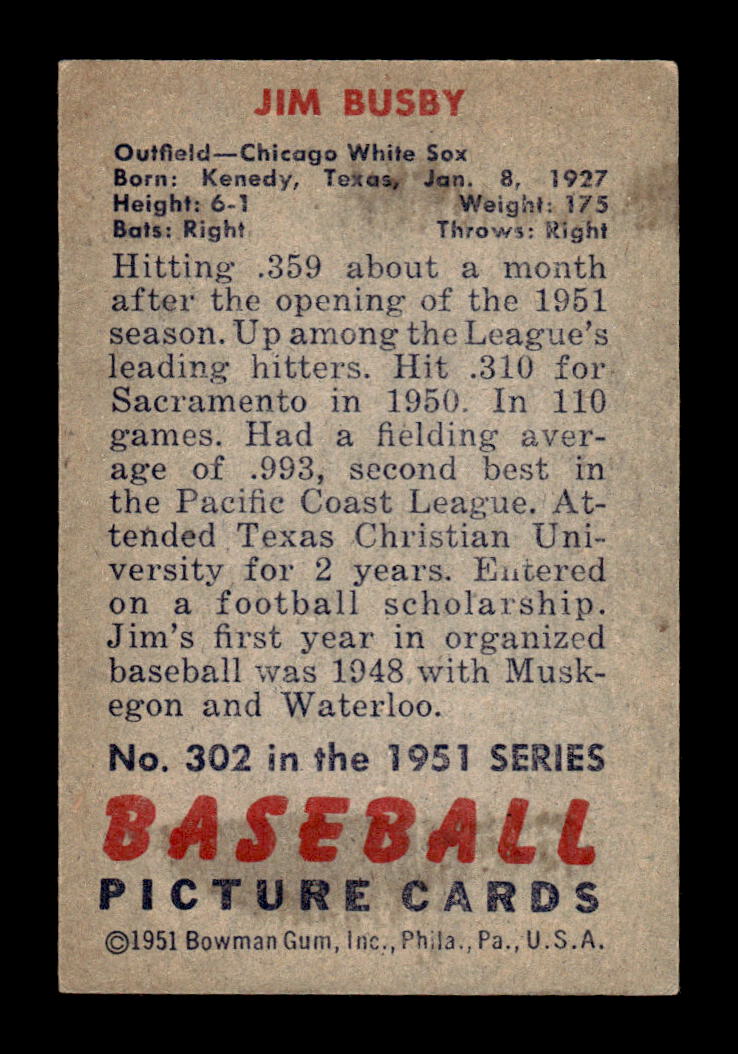 JIM BUSBY
Outfield—Chicago White Sox
Born: Kenedy, Texas, Jan. 8, 1927
Height: 6-1 Weight: 175
Bats: Right Throws: Right
Hitting .359 about a month
after the opening of the 1951
season. Up among the League's
leading hitters. Hit .310 for
Sacramento in 1950. In 110
games. Had a fielding aver-
age of .993, second best in
the Pacific Coast League. At-
tended Texas Christian Uni-
versity for 2 years. Entered
on a football scholarship.
Jim's first year in organized
baseball was 1948 with Musk-
egon and Waterloo.
No. 302 in the 1951 SERIES
BASEBALL
PICTURE CARDS
©1951 Bowman Gum, Inc., Phila., Pa., U.S.A.